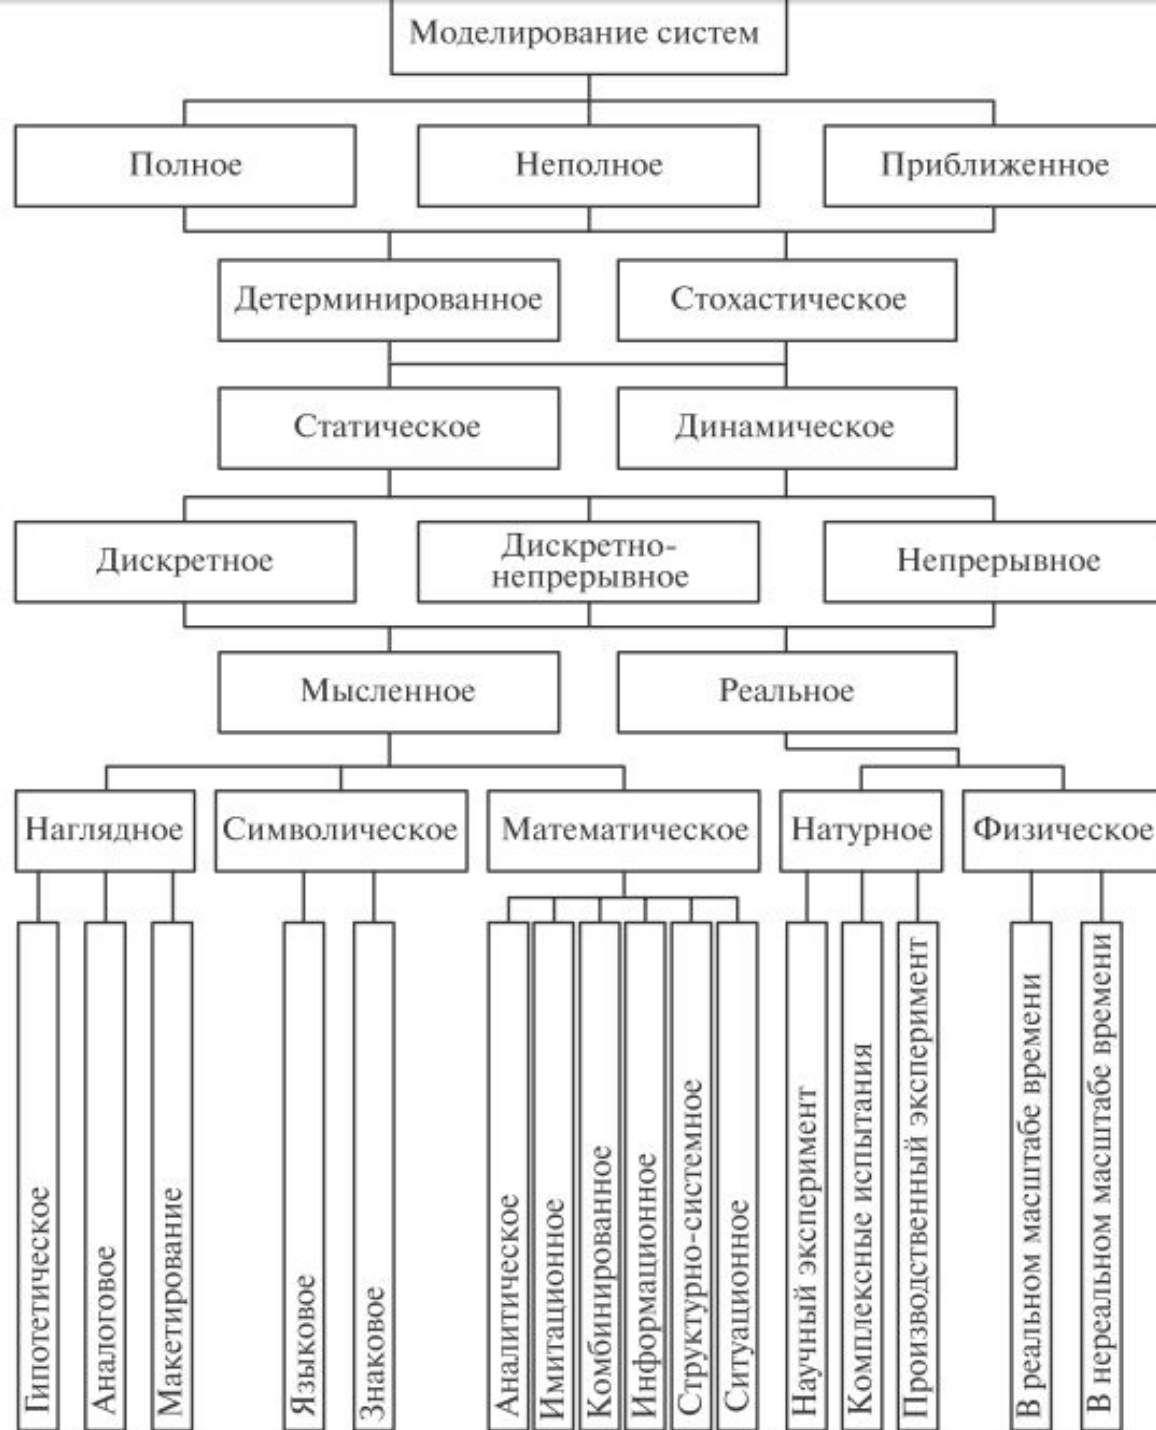 Моделирование систем
Полное
Неполное
Приближенное
Детерминированное
Стохастическое
Статическое
Динамическое
Дискретное
Дискретно-
непрерывное
Непрерывное
Мысленное
Реальное
Наглядное
Символическое
Математическое
Натурное
Физическое
Гипотетическое
Аналоговое
Макетирование
Языковое
Знаковое
Аналитическое
Имитационное
Комбинированное
Информационное
Структурно-системное
Ситуационное
Научный эксперимент
Комплексные испытания
Производственный эксперимент
В реальном масштабе времени
В нереальном масштабе времени